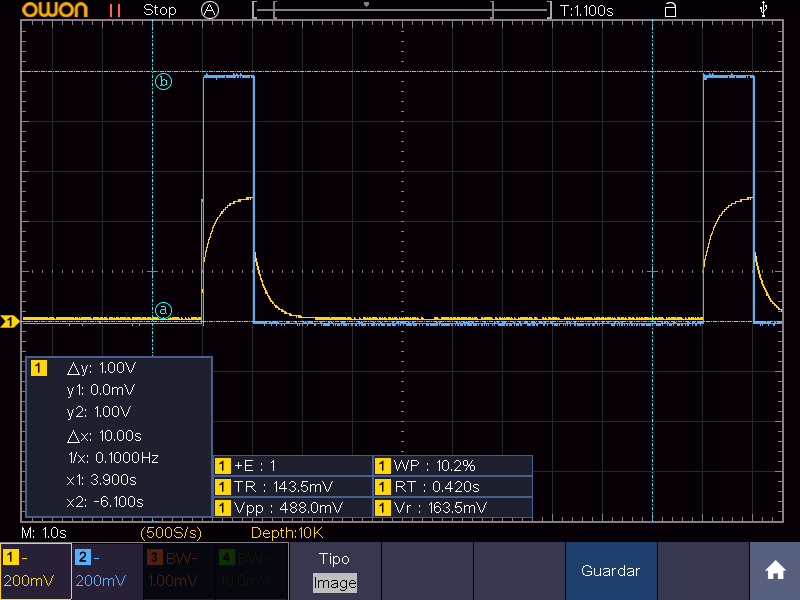 owon Stop A T:1.100s
b
a
1
1 Δy: 1.00V
y1: 0.0mV
y2: 1.00V
Δx: 10.00s
1/x: 0.1000Hz
x1: 3.900s
x2: -6.100s
1 +E : 1 1 WP : 10.2%
1 TR : 143.5mV 1 RT : 0.420s
1 Vpp : 488.0mV 1 Vr : 163.5mV
M: 1.0s (500S/s) Depth:10K
1 ⎓ 2 ⎓ 3 BW~ 4 BW~ Tipo
200mV 200mV 1.00mV 10.0mV Image
Guardar